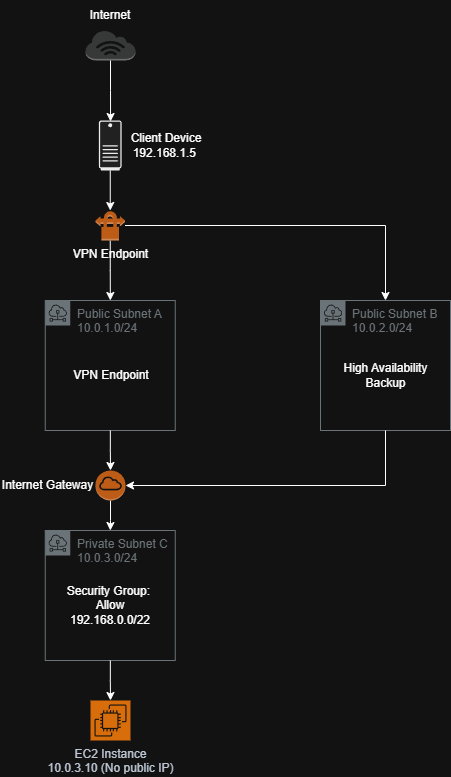 Internet
Client Device
192.168.1.5
VPN Endpoint
Public Subnet A
10.0.1.0/24
VPN Endpoint
Public Subnet B
10.0.2.0/24
High Availability
Backup
Internet Gateway
Private Subnet C
10.0.3.0/24
Security Group:
Allow
192.168.0.0/22
EC2 Instance
10.0.3.10 (No public IP)